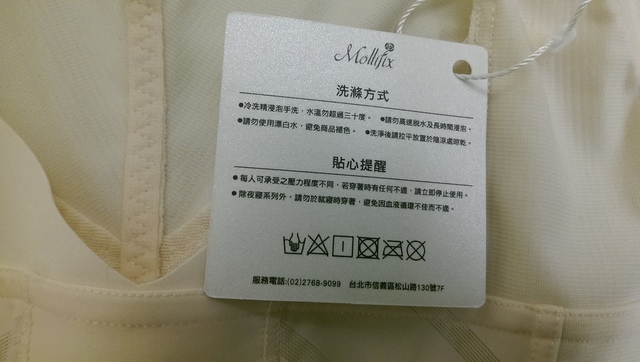 Mollifix
洗滌方式
●冷洗精浸泡手洗，水溫勿超過三十度。 ●請勿高速脫水及長時間浸泡。
●請勿使用漂白水，避免商品褪色。 ●洗淨後請拉平放置於陰涼處晾乾。
貼心提醒
●每人可承受之壓力程度不同，若穿著時有任何不適，請立即停止使用。
●除夜寢系列外，請勿於就寢時穿著，避免因血液循環不佳而不適。
服務電話:(02)2768-9099 台北市信義區松山路130號7F